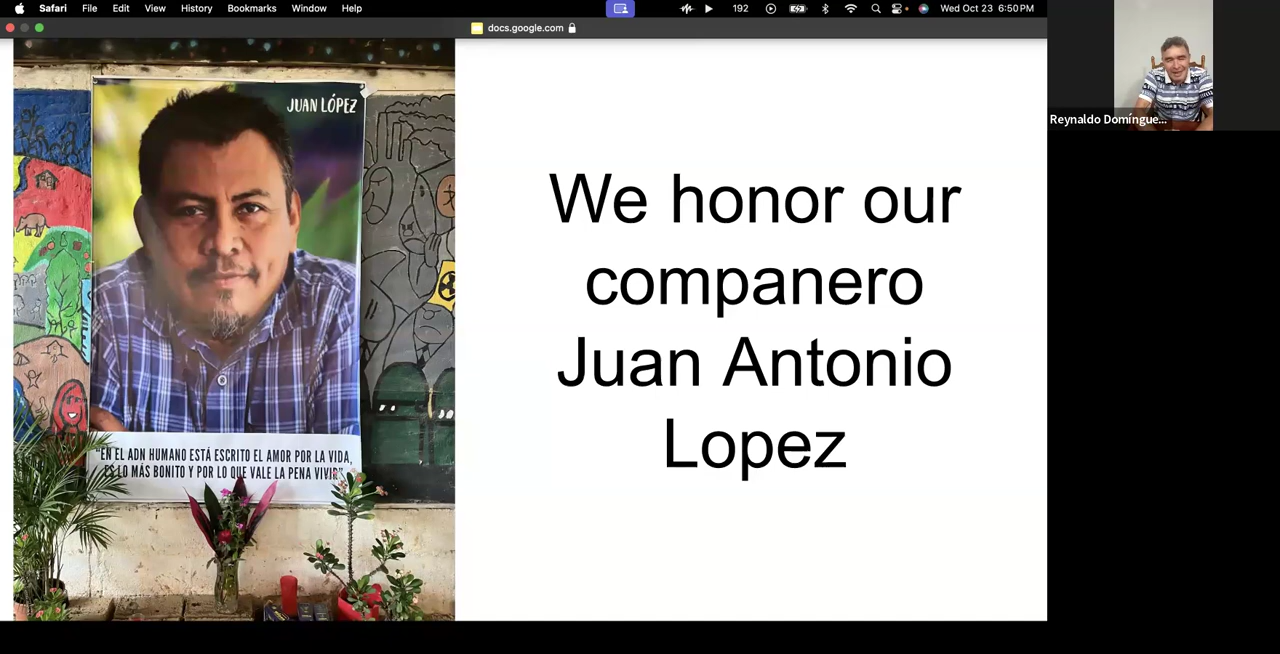 Safari File Edit View History Bookmarks Window Help 192 Wed Oct 23 6:50 PM
docs.google.com
JUAN LÓPEZ
"EN EL ADN HUMANO ESTÁ ESCRITO EL AMOR POR LA VIDA,
ES LO MÁS BONITO Y POR LO QUE VALE LA PENA VIVIR"
We honor our
companero
Juan Antonio
Lopez
Reynaldo Domíngue...